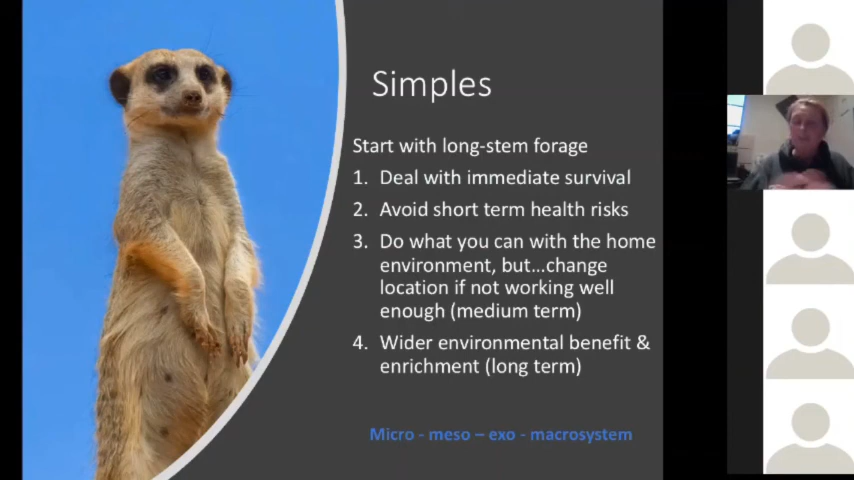 Simples
Start with long-stem forage
1. Deal with immediate survival
2. Avoid short term health risks
3. Do what you can with the home
environment, but...change
location if not working well
enough (medium term)
4. Wider environmental benefit &
enrichment (long term)
Micro - meso – exo - macrosystem